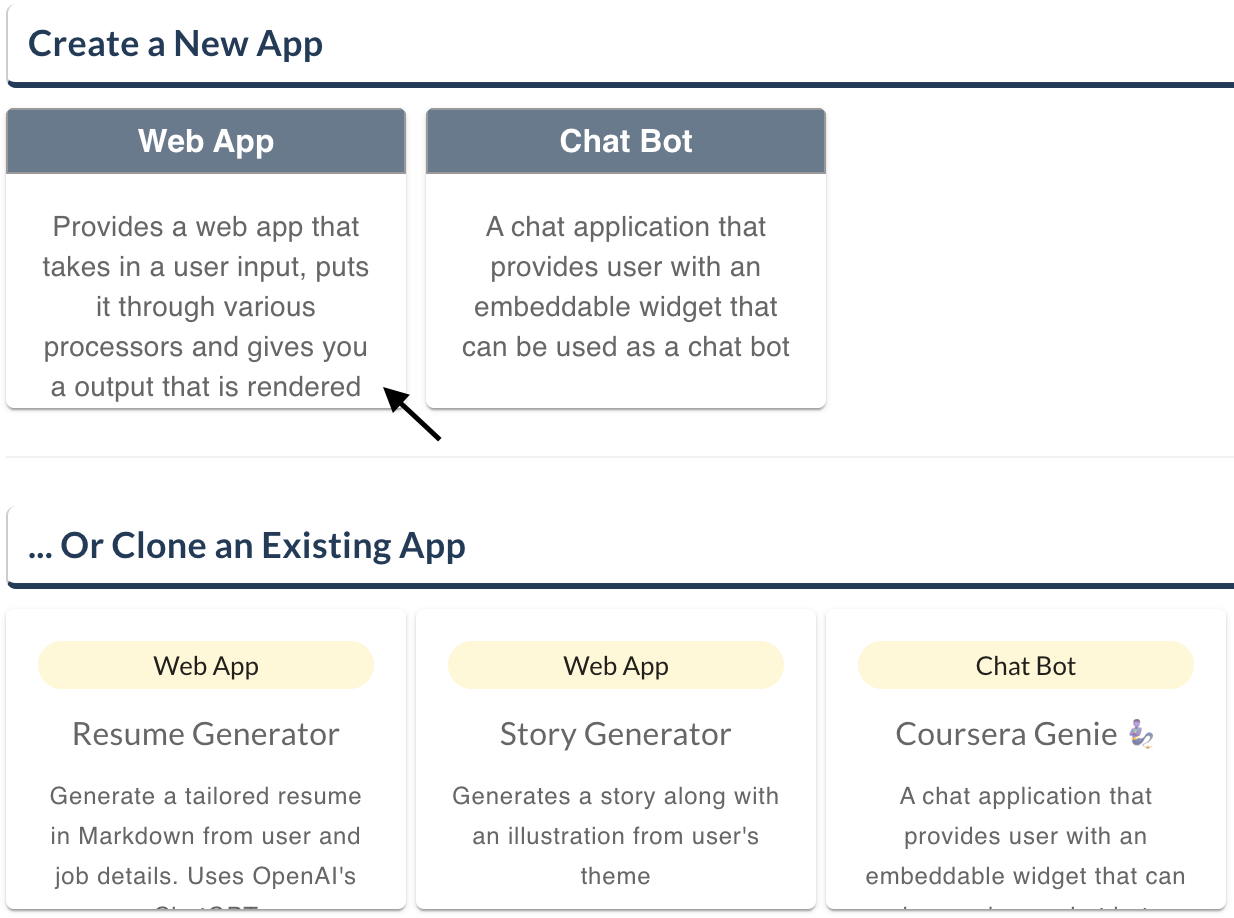 Create a New App
Web App
Provides a web app that
takes in a user input, puts
it through various
processors and gives you
a output that is rendered
Chat Bot
A chat application that
provides user with an
embeddable widget that
can be used as a chat bot
... Or Clone an Existing App
Web App
Resume Generator
Generate a tailored resume
in Markdown from user and
job details. Uses OpenAI's
Web App
Story Generator
Generates a story along with
an illustration from user's
theme
Chat Bot
Coursera Genie 🧞
A chat application that
provides user with an
embeddable widget that can